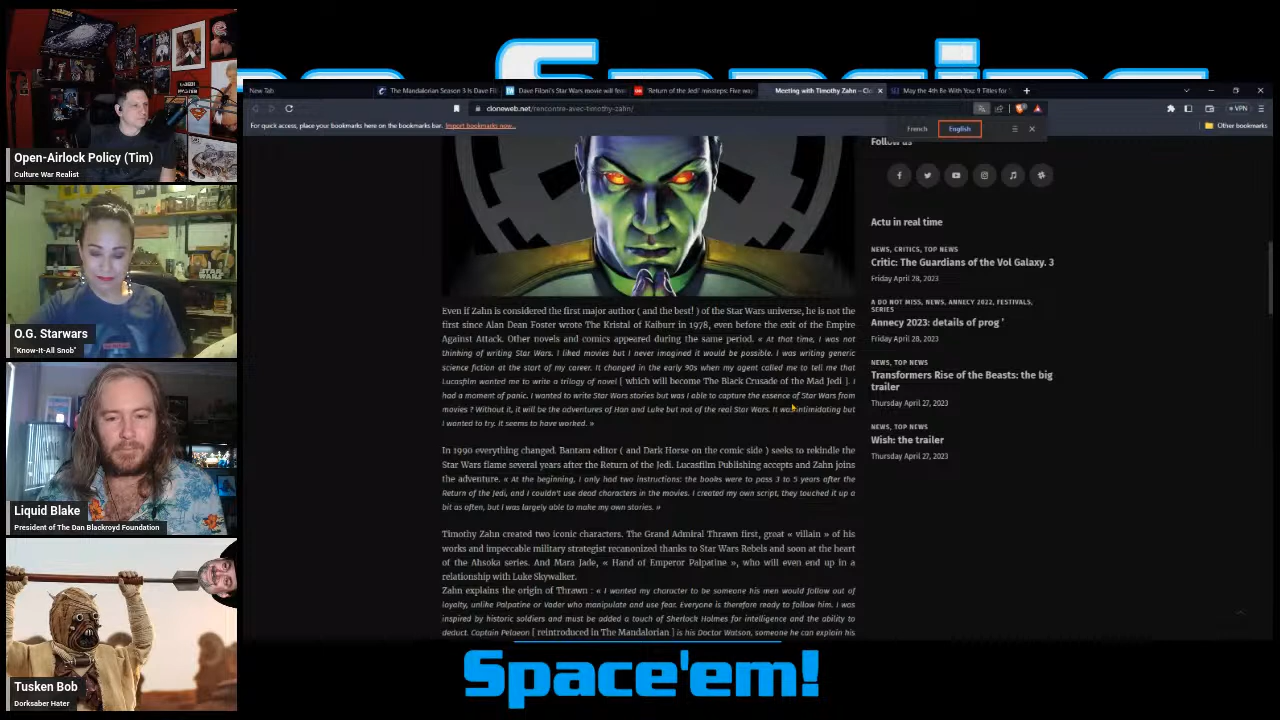 Open-Airlock Policy (Tim)
Culture War Realist
O.G. Starwars
"Know-It-All Snob"
Liquid Blake
President of The Dan Blackroyd Foundation
Tusken Bob
Dorksaber Hater
New Tab
The Mandalorian Season 3 Is Dave Fil
Dave Filoni's Star Wars movie will fea
'Return of the Jedi' missteps: Five way
Meeting with Timothy Zahn – Clo
May the 4th Be With You: 9 Titles for
cloneweb.net/rencontre-avec-timothy-zahn/
VPN
For quick access, place your bookmarks here on the bookmarks bar. Import bookmarks now...
Other bookmarks
French
English
Even if Zahn is considered the first major author ( and the best! ) of the Star Wars universe, he is not the
first since Alan Dean Foster wrote The Kristal of Kaiburr in 1978, even before the exit of the Empire
Against Attack. Other novels and comics appeared during the same period. « At that time, I was not
thinking of writing Star Wars. I liked movies but I never imagined it would be possible. I was writing generic
science fiction at the start of my career. It changed in the early 90s when my agent called me to tell me that
Lucasfilm wanted me to write a trilogy of novel [ which will become The Black Crusade of the Mad Jedi ]. I
had a moment of panic. I wanted to write Star Wars stories but was I able to capture the essence of Star Wars from
movies ? Without it, it will be the adventures of Han and Luke but not of the real Star Wars. It was intimidating but
I wanted to try. It seems to have worked. »
In 1990 everything changed. Bantam editor ( and Dark Horse on the comic side ) seeks to rekindle the
Star Wars flame several years after the Return of the Jedi. Lucasfilm Publishing accepts and Zahn joins
the adventure. « At the beginning, I only had two instructions: the books were to pass 3 to 5 years after the
Return of the Jedi, and I couldn't use dead characters in the movies. I created my own script, they touched it up a
bit as often, but I was largely able to make my own stories. »
Timothy Zahn created two iconic characters. The Grand Admiral Thrawn first, great « villain » of his
works and impeccable military strategist recanonized thanks to Star Wars Rebels and soon at the heart
of the Ahsoka series. And Mara Jade, « Hand of Emperor Palpatine », who will even end up in a
relationship with Luke Skywalker.
Zahn explains the origin of Thrawn : « I wanted my character to be someone his men would follow out of
loyalty, unlike Palpatine or Vader who manipulate and use fear. Everyone is therefore ready to follow him. I was
inspired by historic soldiers and must be added a touch of Sherlock Holmes for intelligence and the ability to
deduct. Captain Pelaeon [ reintroduced in The Mandalorian ] is his Doctor Watson, someone he can explain his
Follow us
Actu in real time
NEWS, CRITICS, TOP NEWS
Critic: The Guardians of the Vol Galaxy. 3
Friday April 28, 2023
A DO NOT MISS, NEWS, ANNECY 2022, FESTIVALS,
SERIES
Annecy 2023: details of prog '
Friday April 28, 2023
NEWS, TOP NEWS
Transformers Rise of the Beasts: the big
trailer
Thursday April 27, 2023
NEWS, TOP NEWS
Wish: the trailer
Thursday April 27, 2023
Space'em!